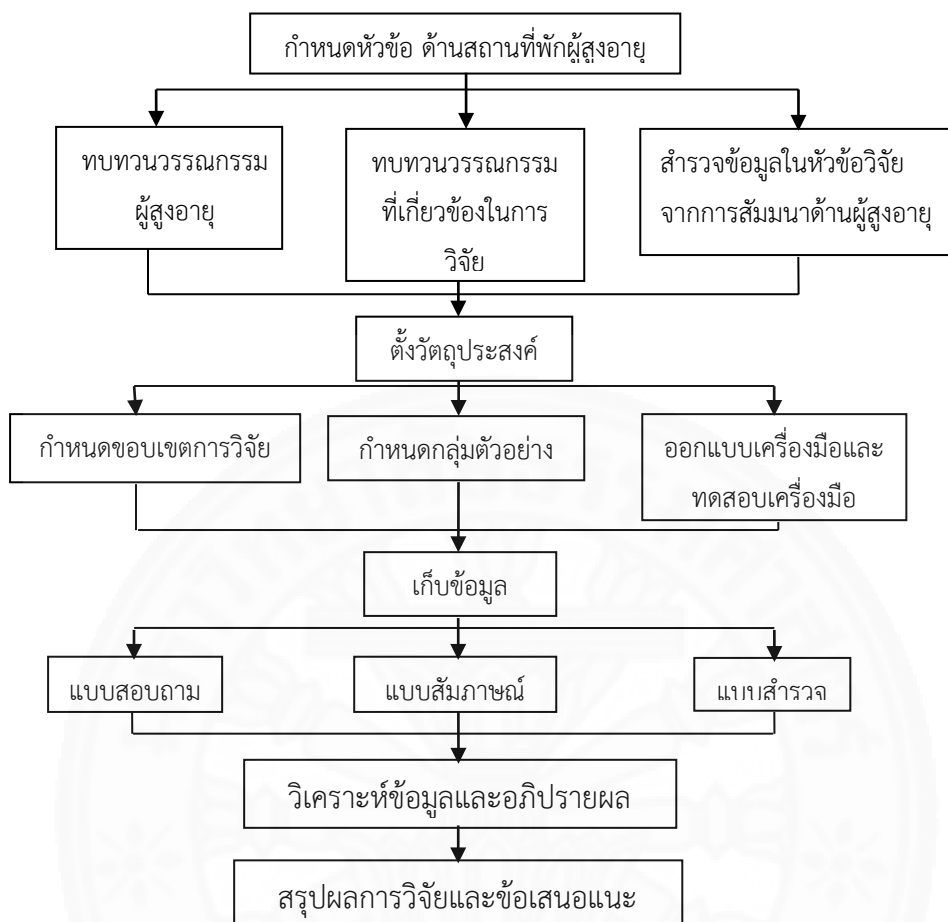 กำหนดหัวข้อ ด้านสถานที่พักผู้สูงอายุ
ทบทวนวรรณกรรม
ผู้สูงอายุ
ทบทวนวรรณกรรม
ที่เกี่ยวข้องในการ
วิจัย
สำรวจข้อมูลในหัวข้อวิจัย
จากการสัมมนาด้านผู้สูงอายุ
ตั้งวัตถุประสงค์
กำหนดขอบเขตการวิจัย
กำหนดกลุ่มตัวอย่าง
ออกแบบเครื่องมือและ
ทดสอบเครื่องมือ
เก็บข้อมูล
แบบสอบถาม
แบบสัมภาษณ์
แบบสำรวจ
วิเคราะห์ข้อมูลและอภิปรายผล
สรุปผลการวิจัยและข้อเสนอแนะ